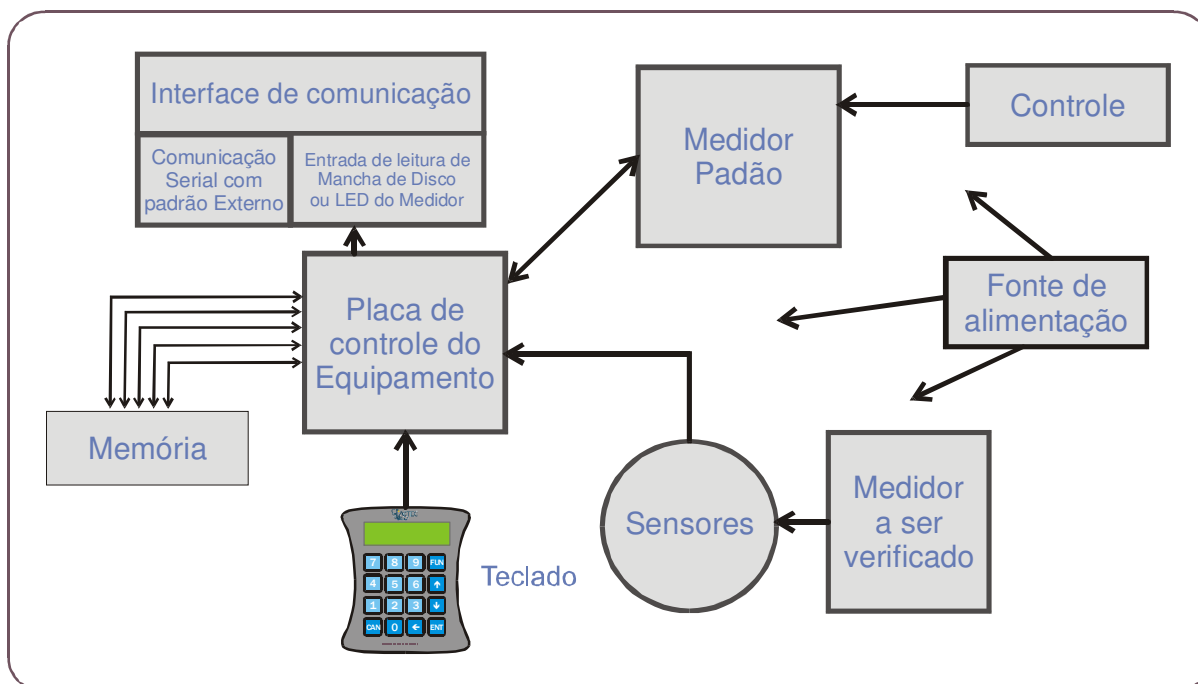 Interface de comunicação
Comunicação
Serial com
padrão Externo
Entrada de leitura de
Mancha de Disco
ou LED do Medidor
Medidor
Padão
Controle
Fonte de
alimentação
Placa de
controle do
Equipamento
Memória
Sensores
Medidor
a ser
verificado
Teclado
7 8 9 FUN
4 5 6
1 2 3
CAN 0 ENT